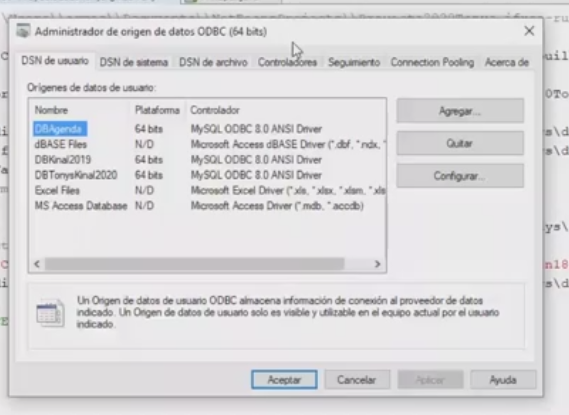 Administrador de origen de datos ODBC (64 bits)
DSN de usuario DSN de sistema DSN de archivo Controladores Seguimiento Connection Pooling Acerca de
Orígenes de datos de usuario:
Nombre Plataforma Controlador
DBAgenda 64 bits MySQL ODBC 8.0 ANSI Driver
dBASE Files N/D Microsoft Access dBASE Driver (*.dbf, *.ndx, *
DBKinal2019 64 bits MySQL ODBC 8.0 ANSI Driver
DBTonysKinal2020 64 bits MySQL ODBC 8.0 ANSI Driver
Excel Files N/D Microsoft Excel Driver (*.xls, *.xlsx, *.xlsm, *.xls
MS Access Database N/D Microsoft Access Driver (*.mdb, *.accdb)
Agregar...
Quitar
Configurar...
Un Origen de datos de usuario ODBC almacena información de conexión al proveedor de datos
indicado. Un Origen de datos de usuario solo es visible y utilizable en el equipo actual por el usuario
indicado.
Aceptar Cancelar Aplicar Ayuda